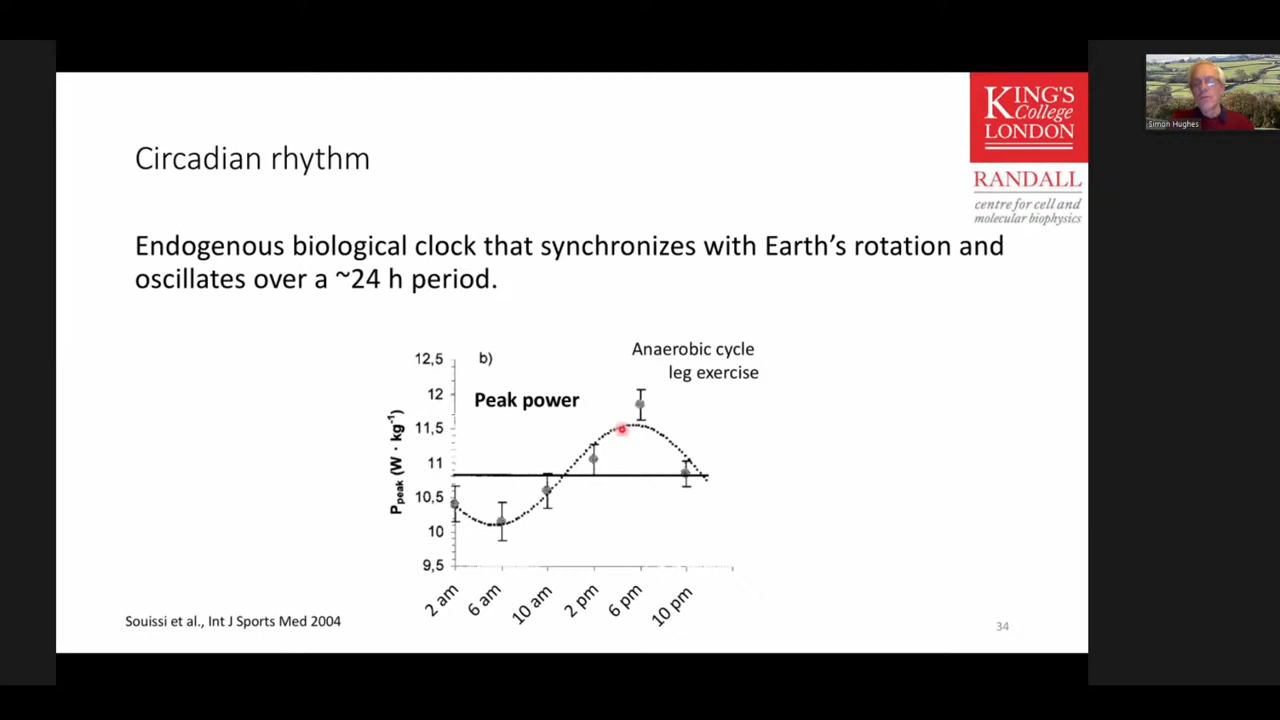 KING'S
College
LONDON
Simon Hughes
RANDALL
centre for cell and
molecular biophysics
Circadian rhythm
Endogenous biological clock that synchronizes with Earth's rotation and
oscillates over a ~24 h period.
Anaerobic cycle
leg exercise
b)
Peak power
Ppeak (W · kg-1)
12,5
12
11,5
11
10,5
10
9,5
2 am
6 am
10 am
2 pm
6 pm
10 pm
Souissi et al., Int J Sports Med 2004
34